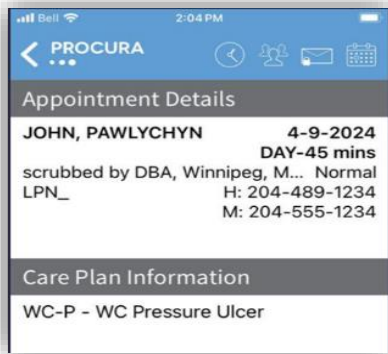 Bell 2:04 PM
PROCURA
Appointment Details
JOHN, PAWLYCHYN 4-9-2024
DAY-45 mins
scrubbed by DBA, Winnipeg, M... Normal
LPN_ H: 204-489-1234
M: 204-555-1234
Care Plan Information
WC-P - WC Pressure Ulcer